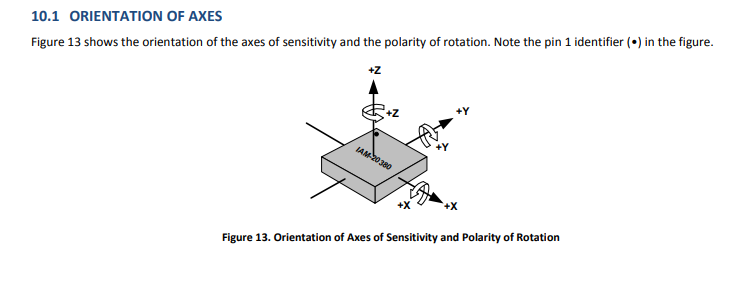 10.1 ORIENTATION OF AXES
Figure 13 shows the orientation of the axes of sensitivity and the polarity of rotation. Note the pin 1 identifier (•) in the figure.
+Z
+Z
+Y
+Y
IAM-20380
+X
+X
Figure 13. Orientation of Axes of Sensitivity and Polarity of Rotation